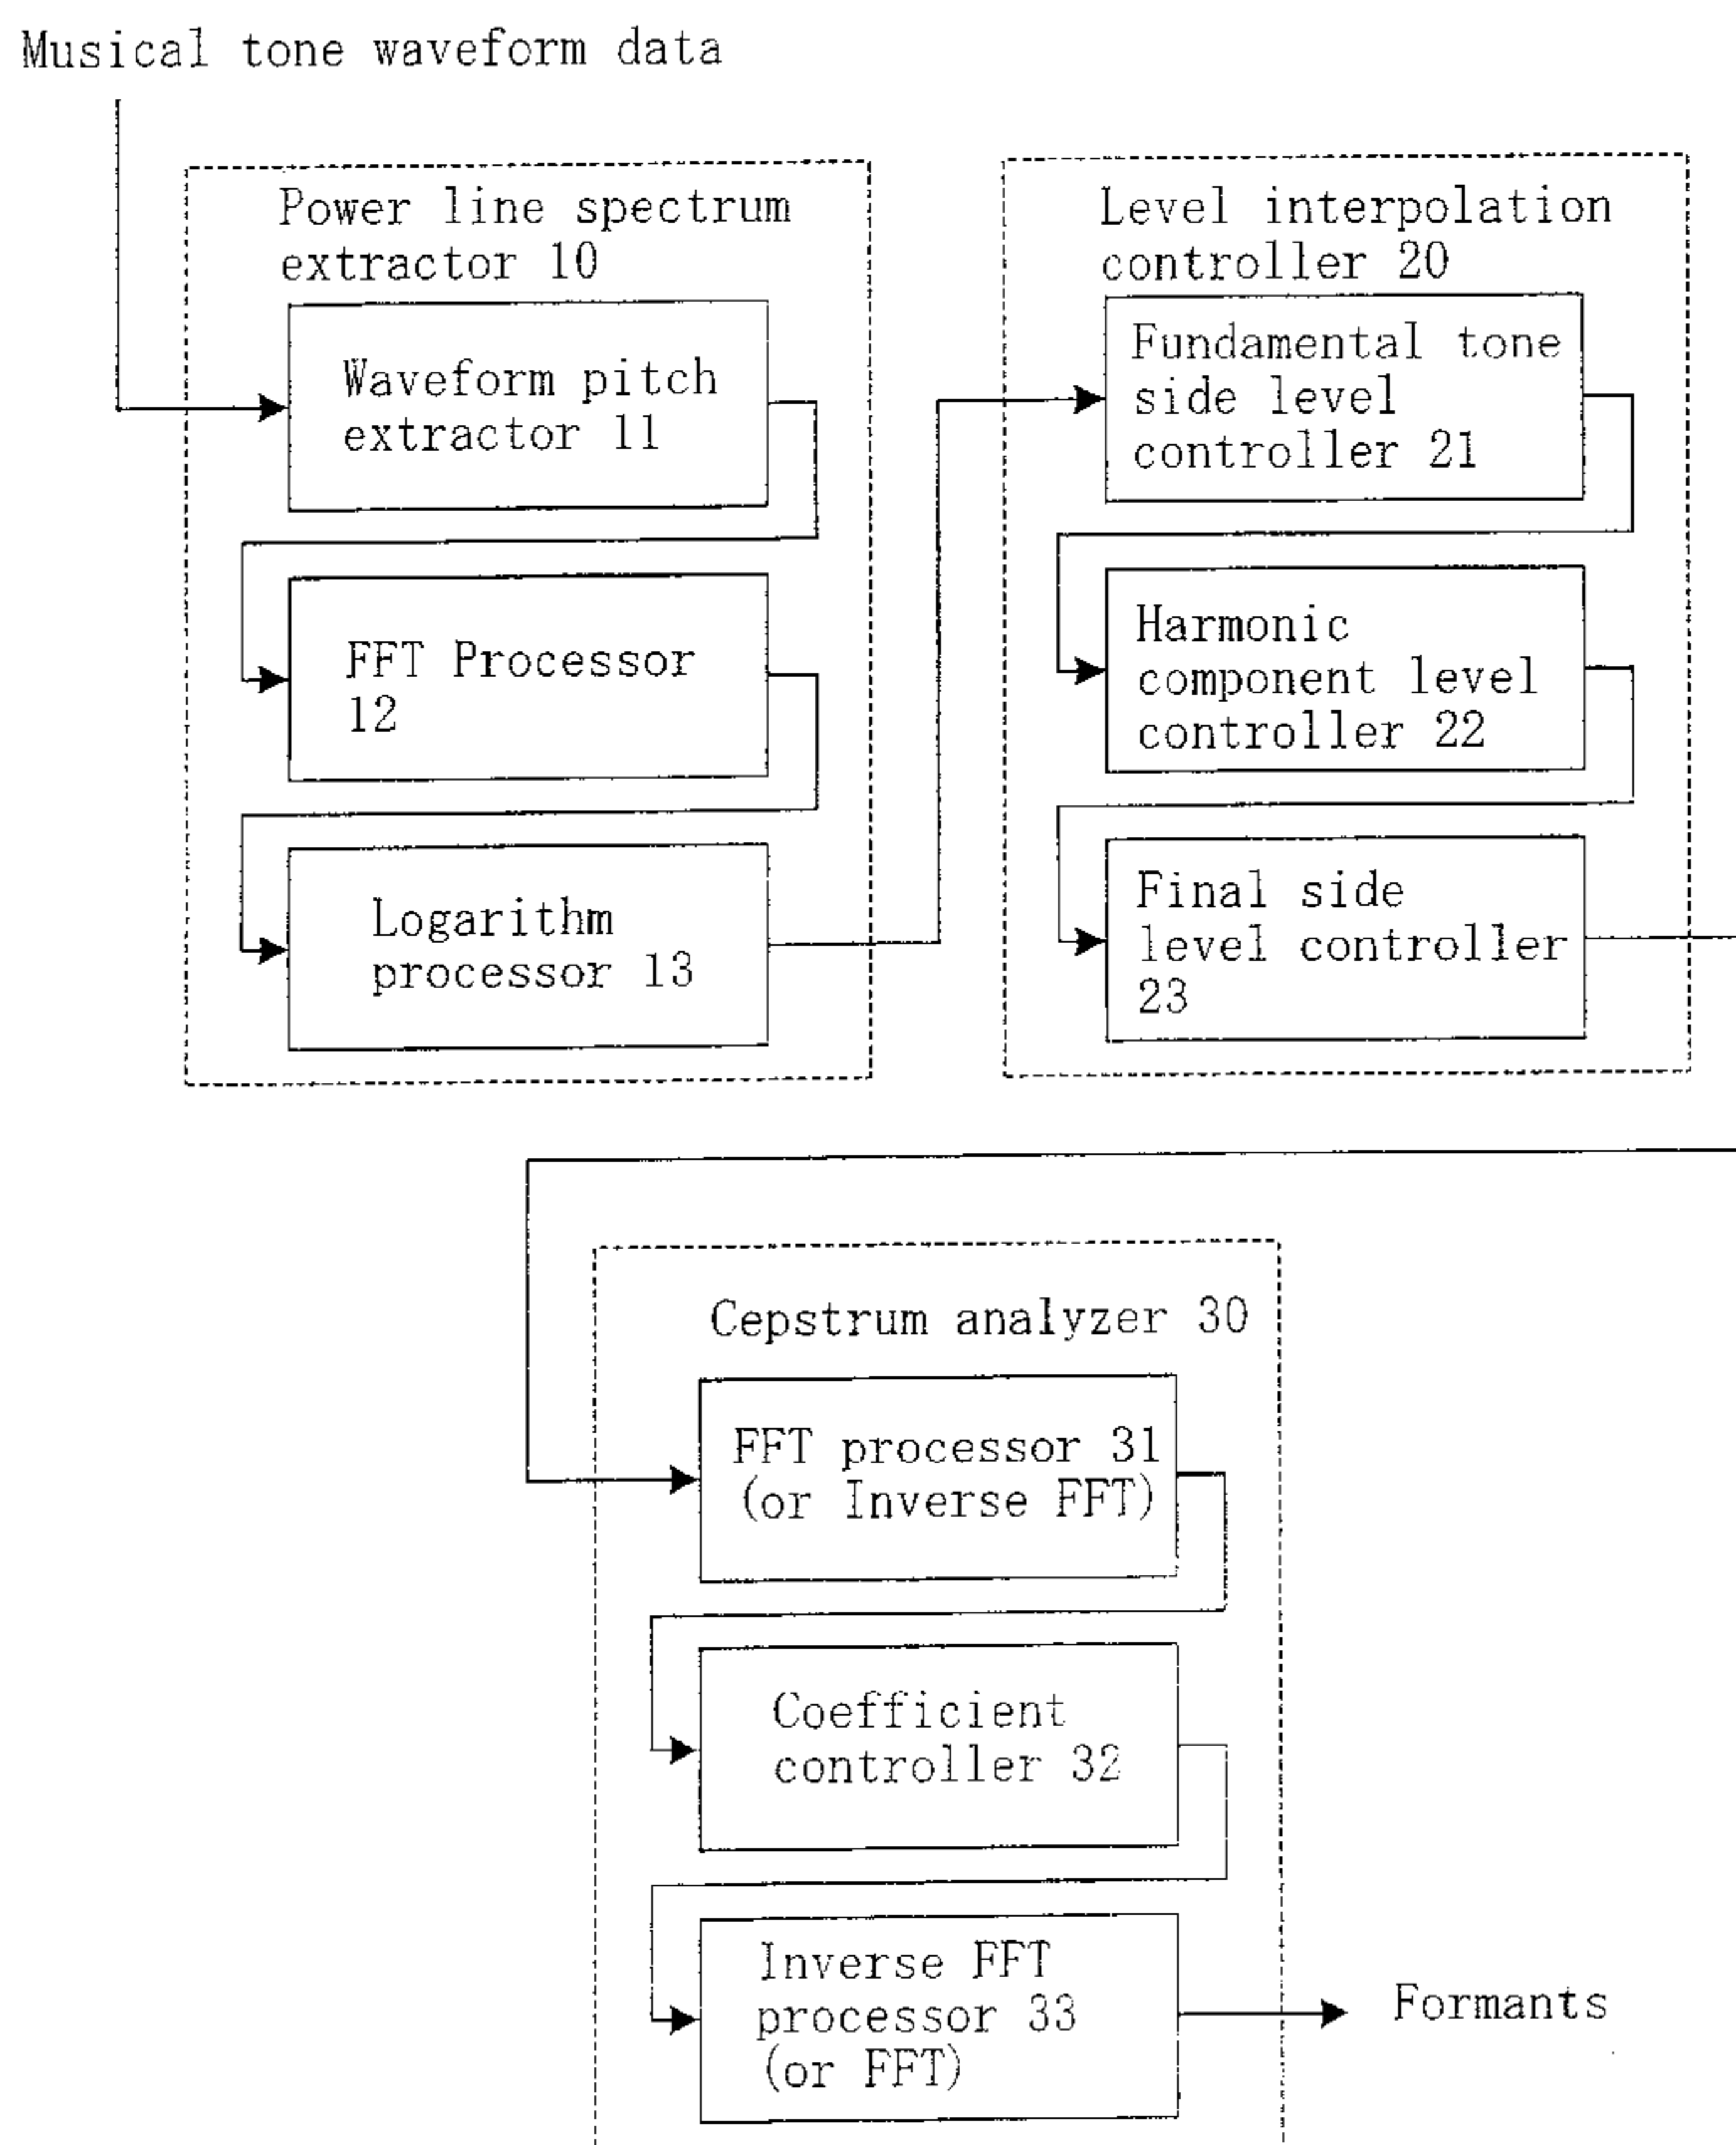 Musical tone waveform data
Power line spectrum
extractor 10
Waveform pitch
extractor 11
FFT Processor
12
Logarithm
processor 13
Level interpolation
controller 20
Fundamental tone
side level
controller 21
Harmonic
component level
controller 22
Final side
level controller
23
Cepstrum analyzer 30
FFT processor 31
(or Inverse FFT)
Coefficient
controller 32
Inverse FFT
processor 33
(or FFT)
Formants